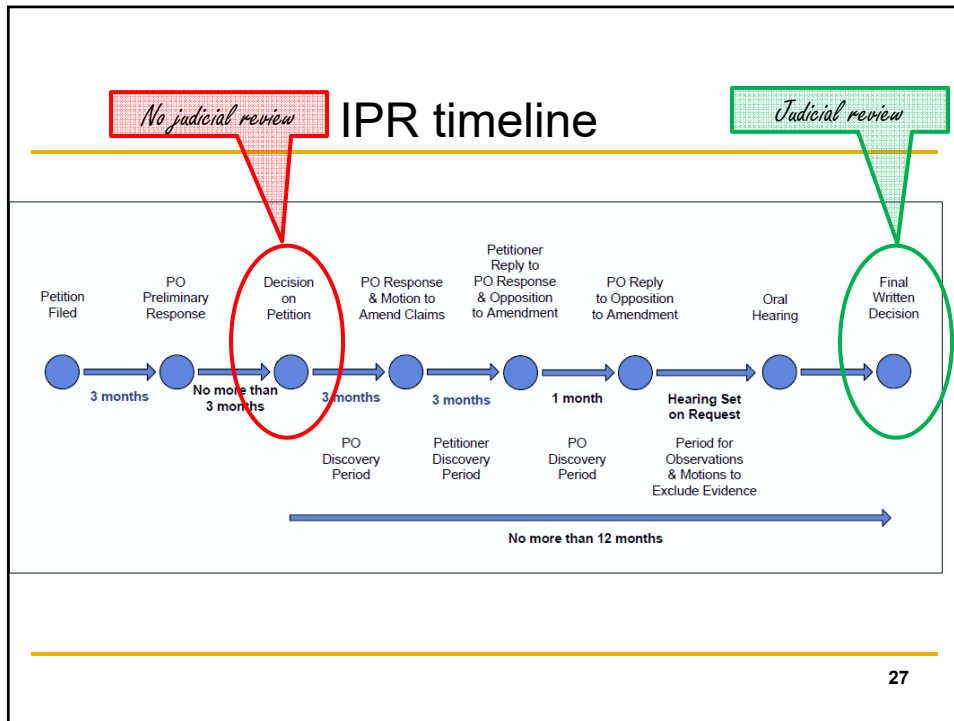 No judicial review
IPR timeline
Judicial review
Petition
Filed
PO
Preliminary
Response
Decision
on
Petition
PO Response
& Motion to
Amend Claims
Petitioner
Reply to
PO Response
& Opposition
to Amendment
PO Reply
to Opposition
to Amendment
Oral
Hearing
Final
Written
Decision
3 months
No more than
3 months
3 months
3 months
1 month
Hearing Set
on Request
PO
Discovery
Period
Petitioner
Discovery
Period
PO
Discovery
Period
Period for
Observations
& Motions to
Exclude Evidence
No more than 12 months
27